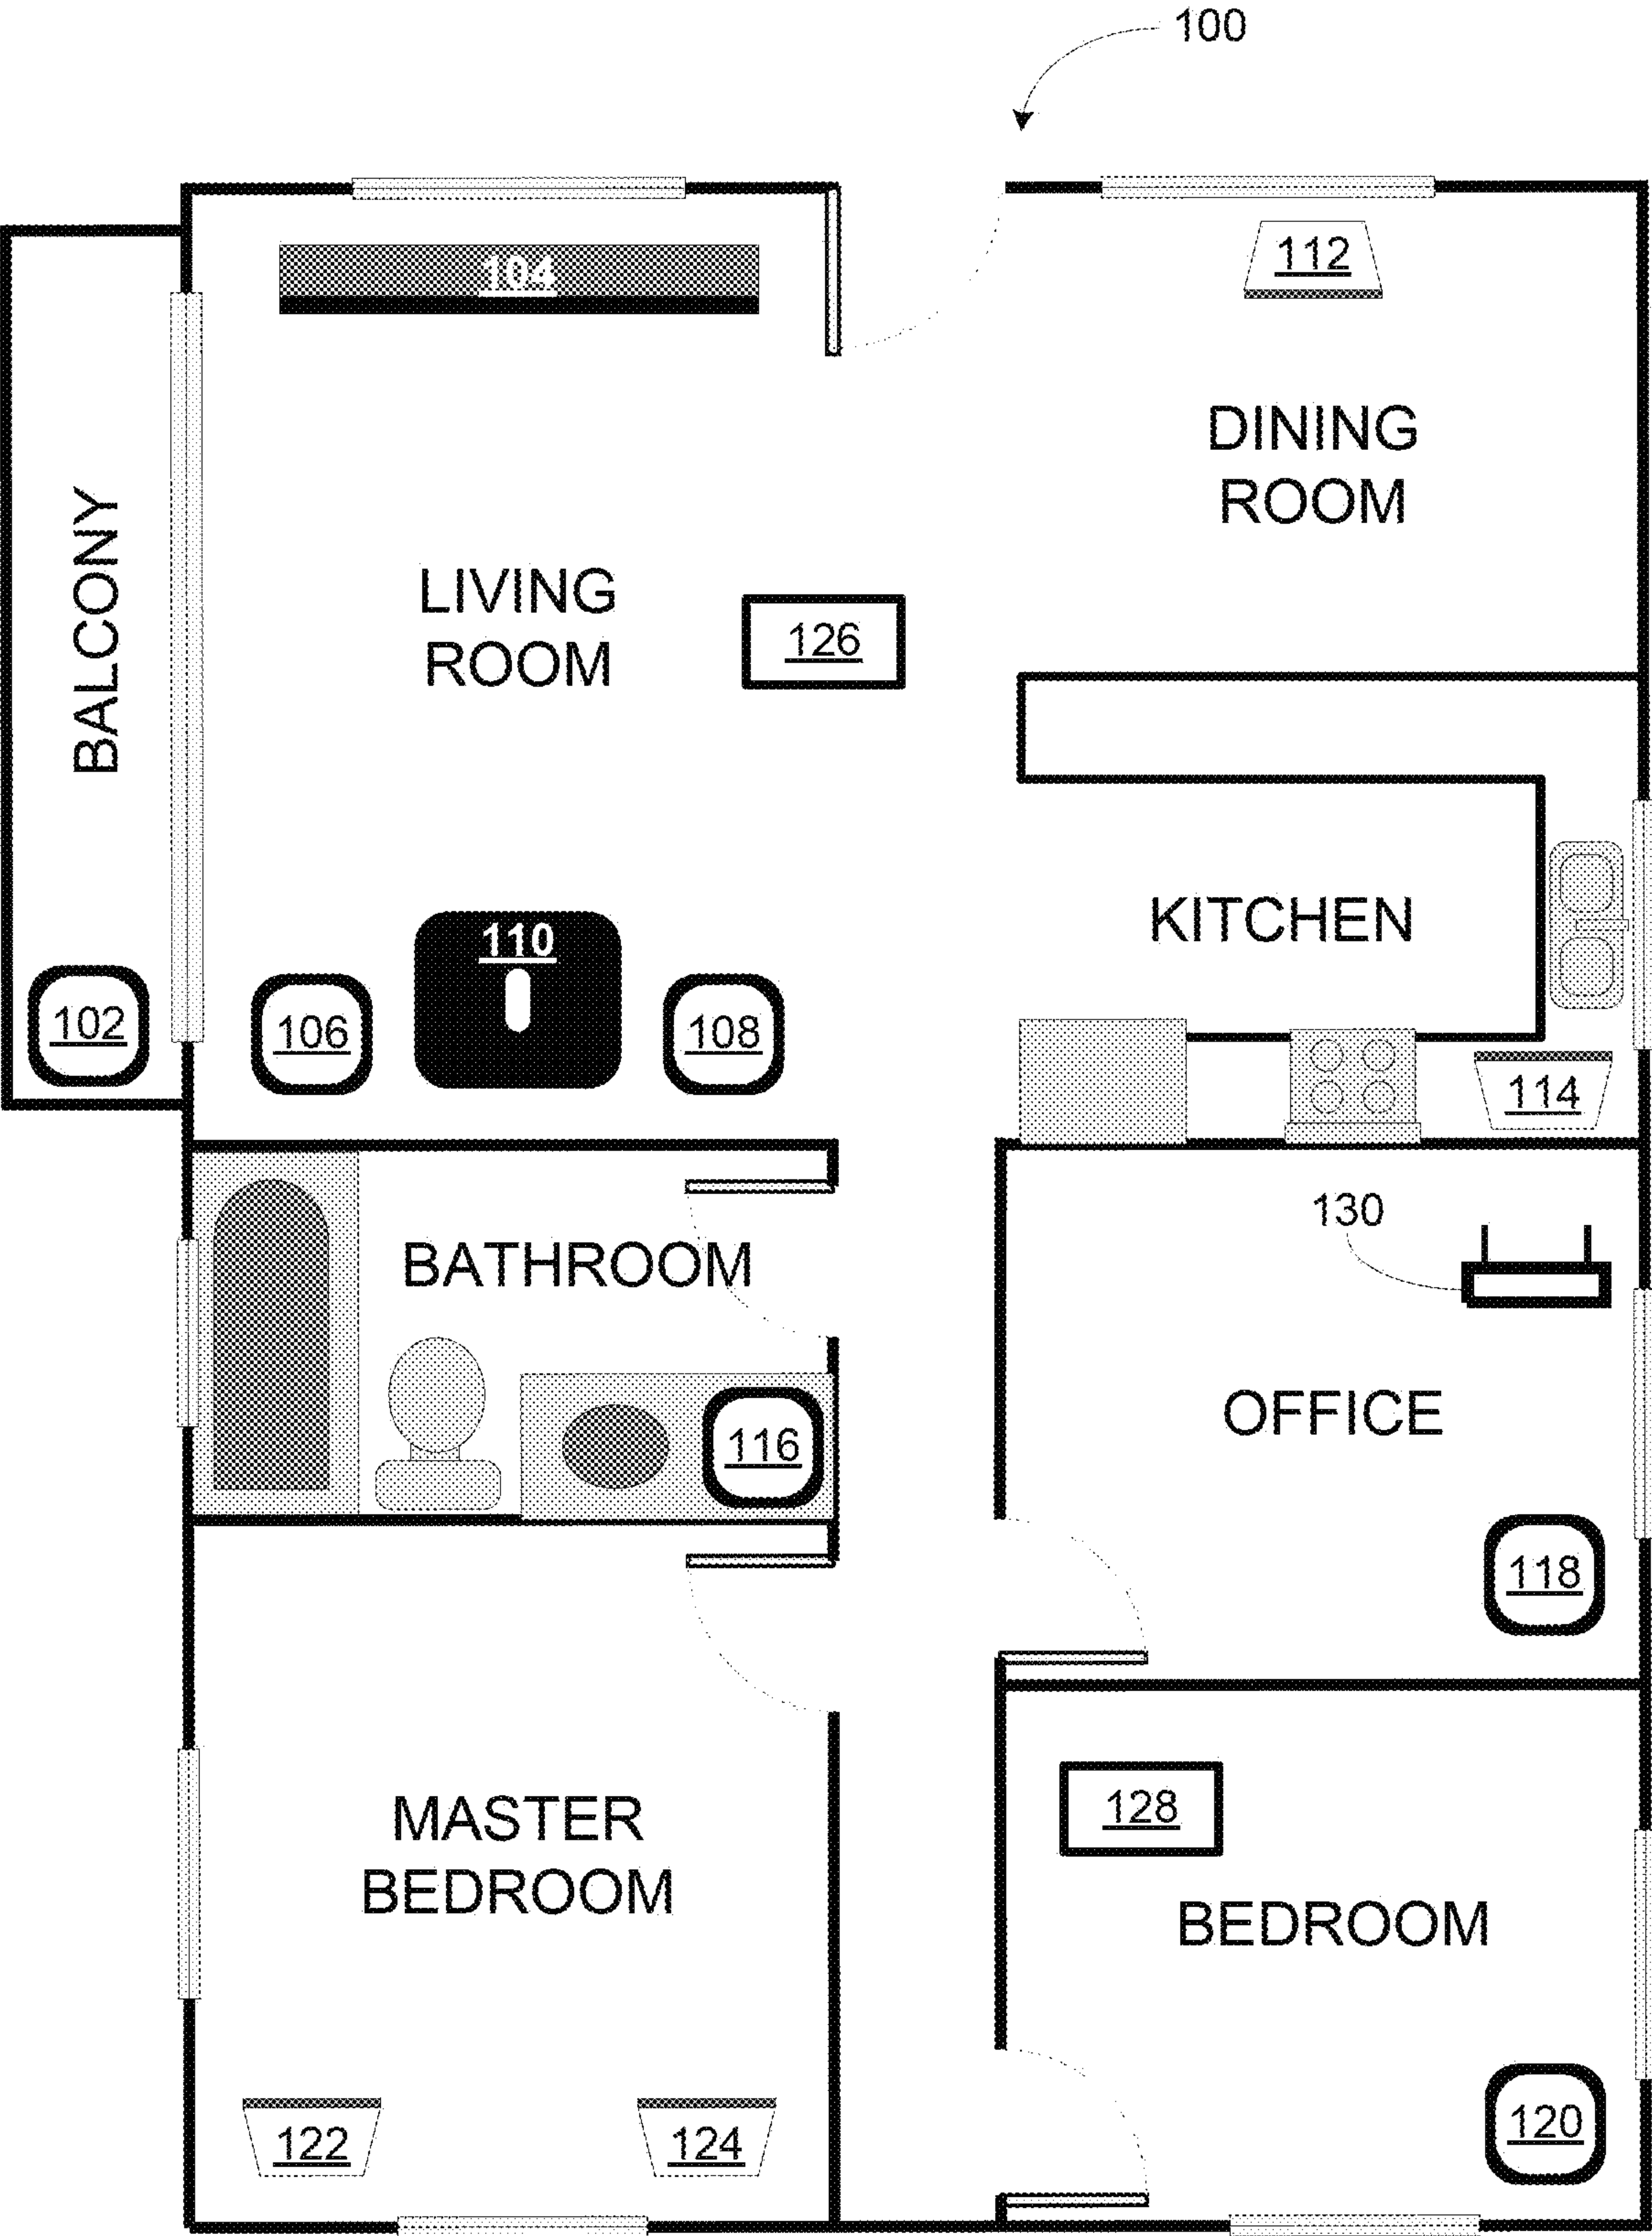 100
104
112
DINING
ROOM
BALCONY
LIVING
ROOM
126
110
KITCHEN
102
106
108
114
130
BATHROOM
OFFICE
116
118
MASTER
BEDROOM
128
BEDROOM
122
124
120